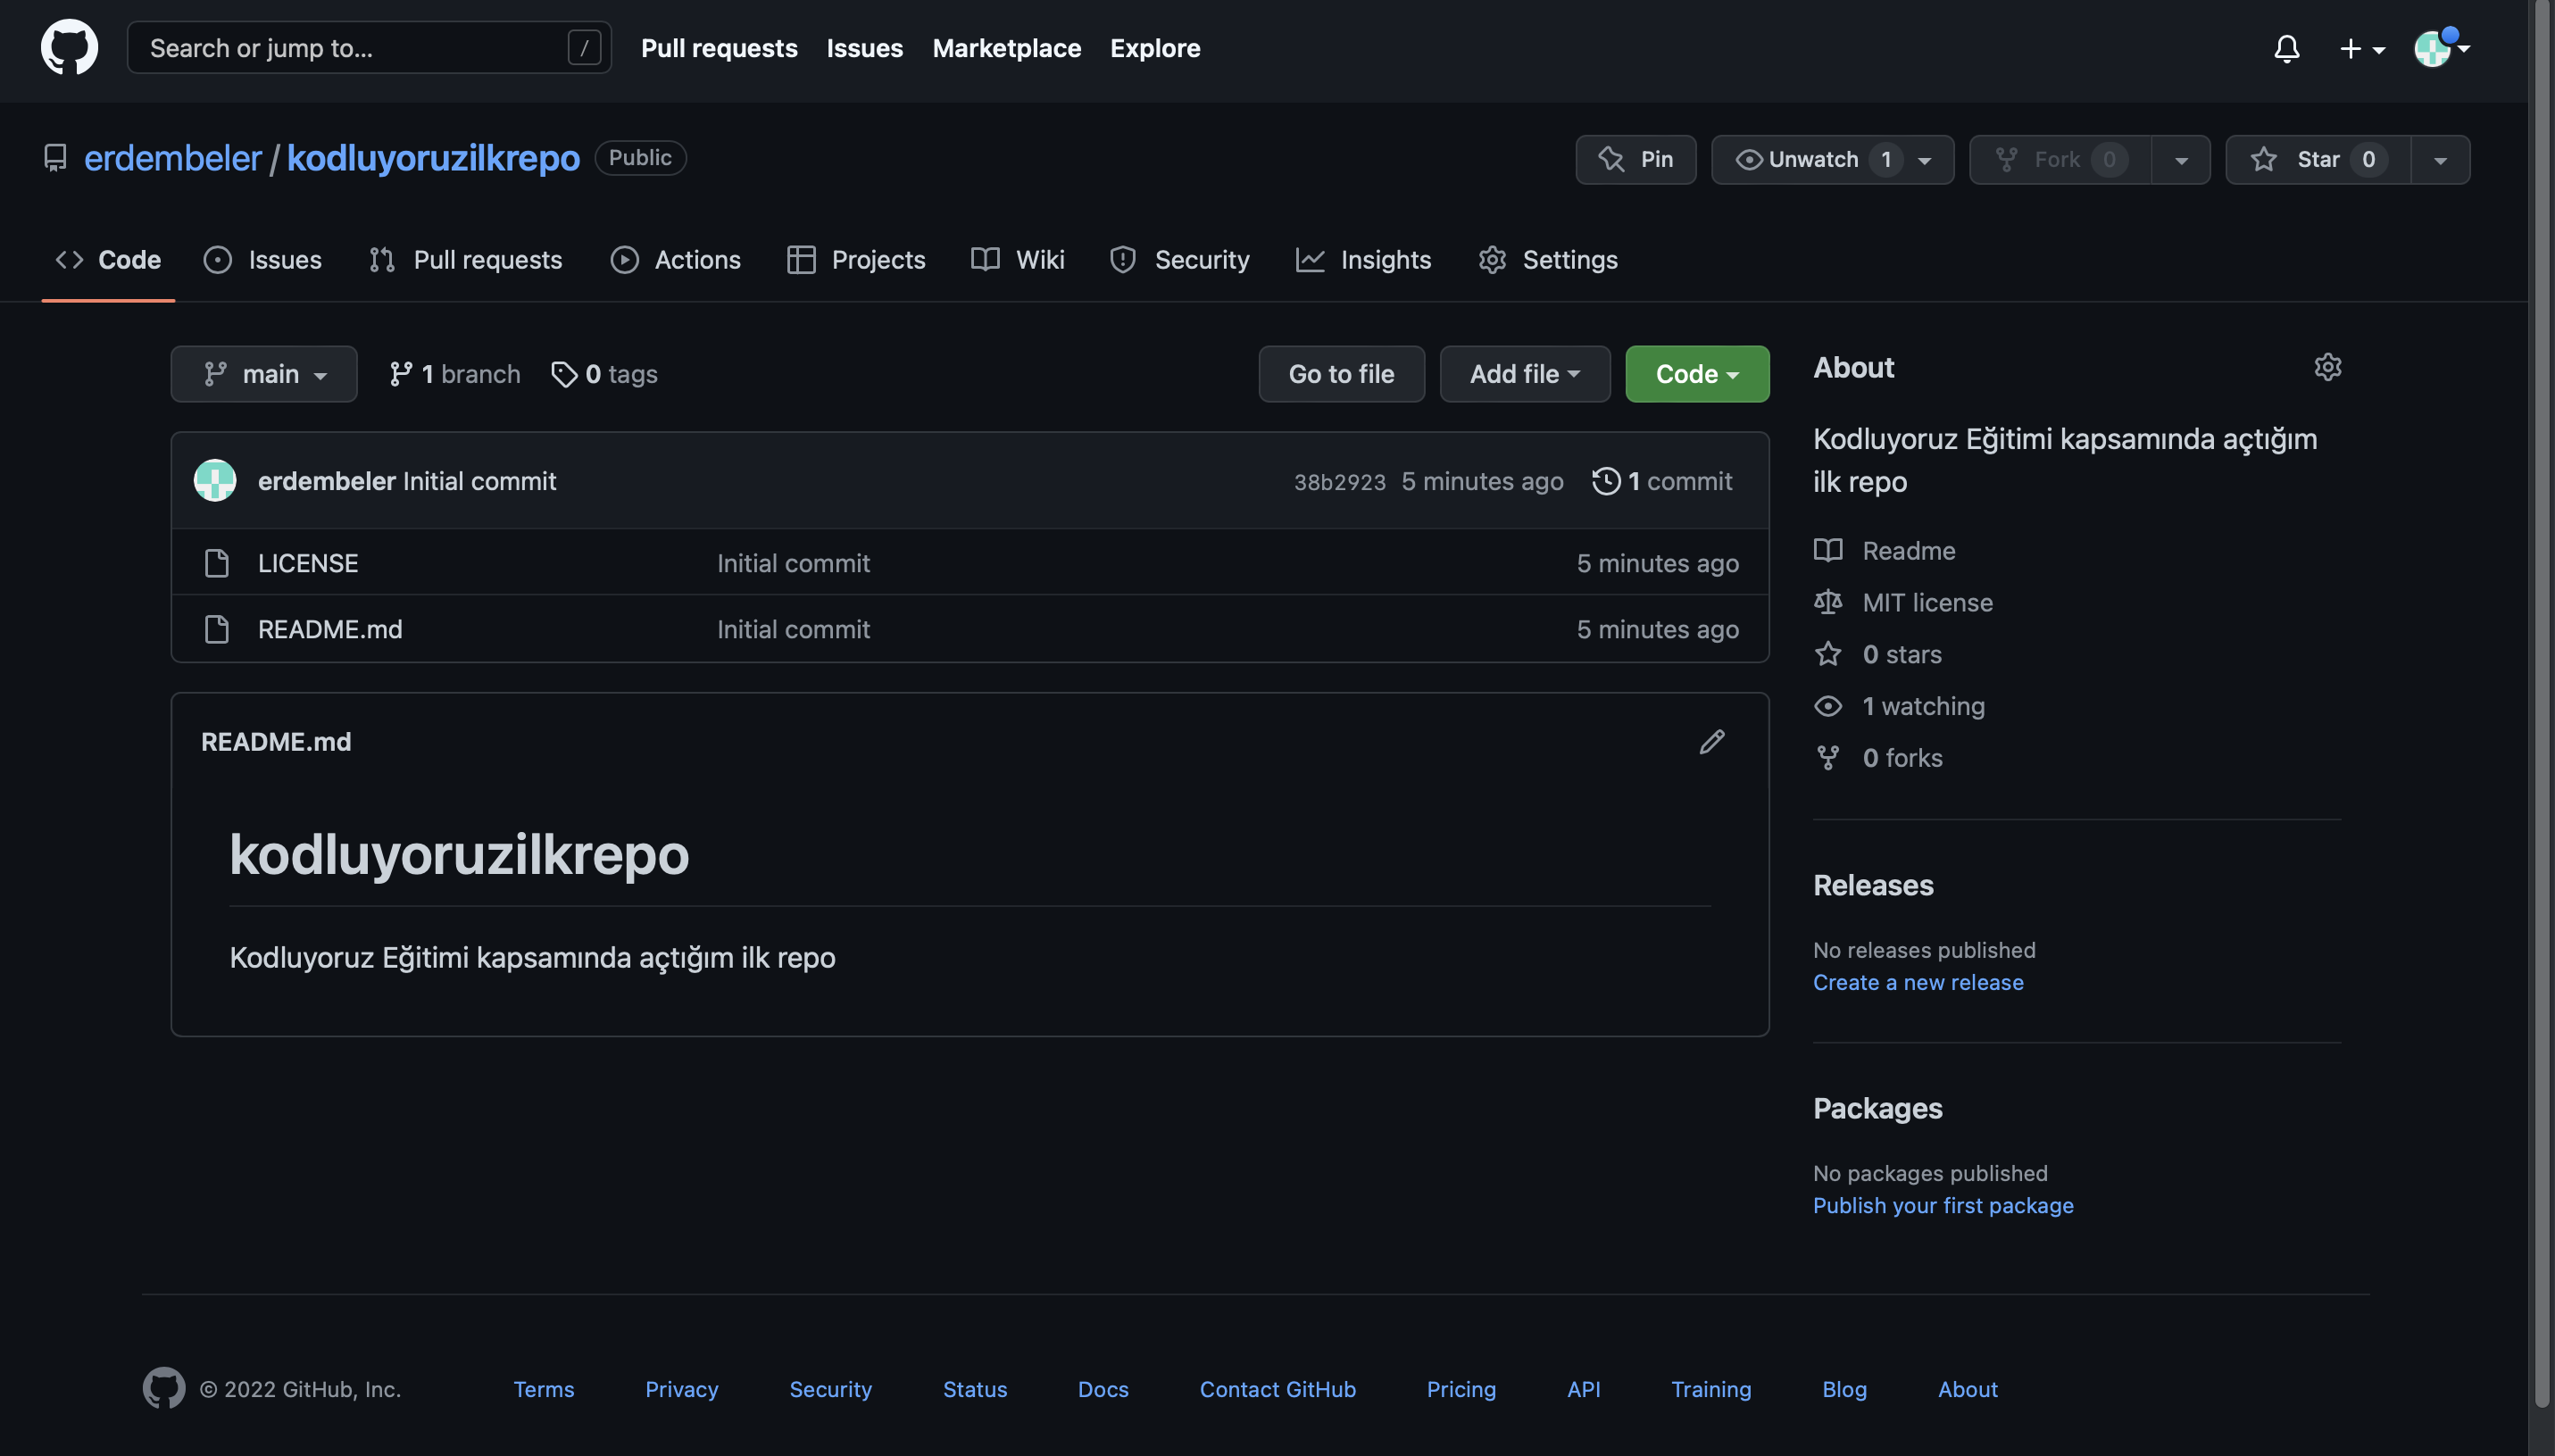 Search or jump to... / Pull requests Issues Marketplace Explore
erdembeler / kodluyoruzilkrepo Public Pin Unwatch 1 Fork 0 Star 0
Code Issues Pull requests Actions Projects Wiki Security Insights Settings
main 1 branch 0 tags Go to file Add file Code
erdembeler Initial commit 38b2923 5 minutes ago 1 commit
LICENSE Initial commit 5 minutes ago
README.md Initial commit 5 minutes ago
README.md
kodluyoruzilkrepo
Kodluyoruz Eğitimi kapsamında açtığım ilk repo
About
Kodluyoruz Eğitimi kapsamında açtığım
ilk repo
Readme
MIT license
0 stars
1 watching
0 forks
Releases
No releases published
Create a new release
Packages
No packages published
Publish your first package
© 2022 GitHub, Inc. Terms Privacy Security Status Docs Contact GitHub Pricing API Training Blog About